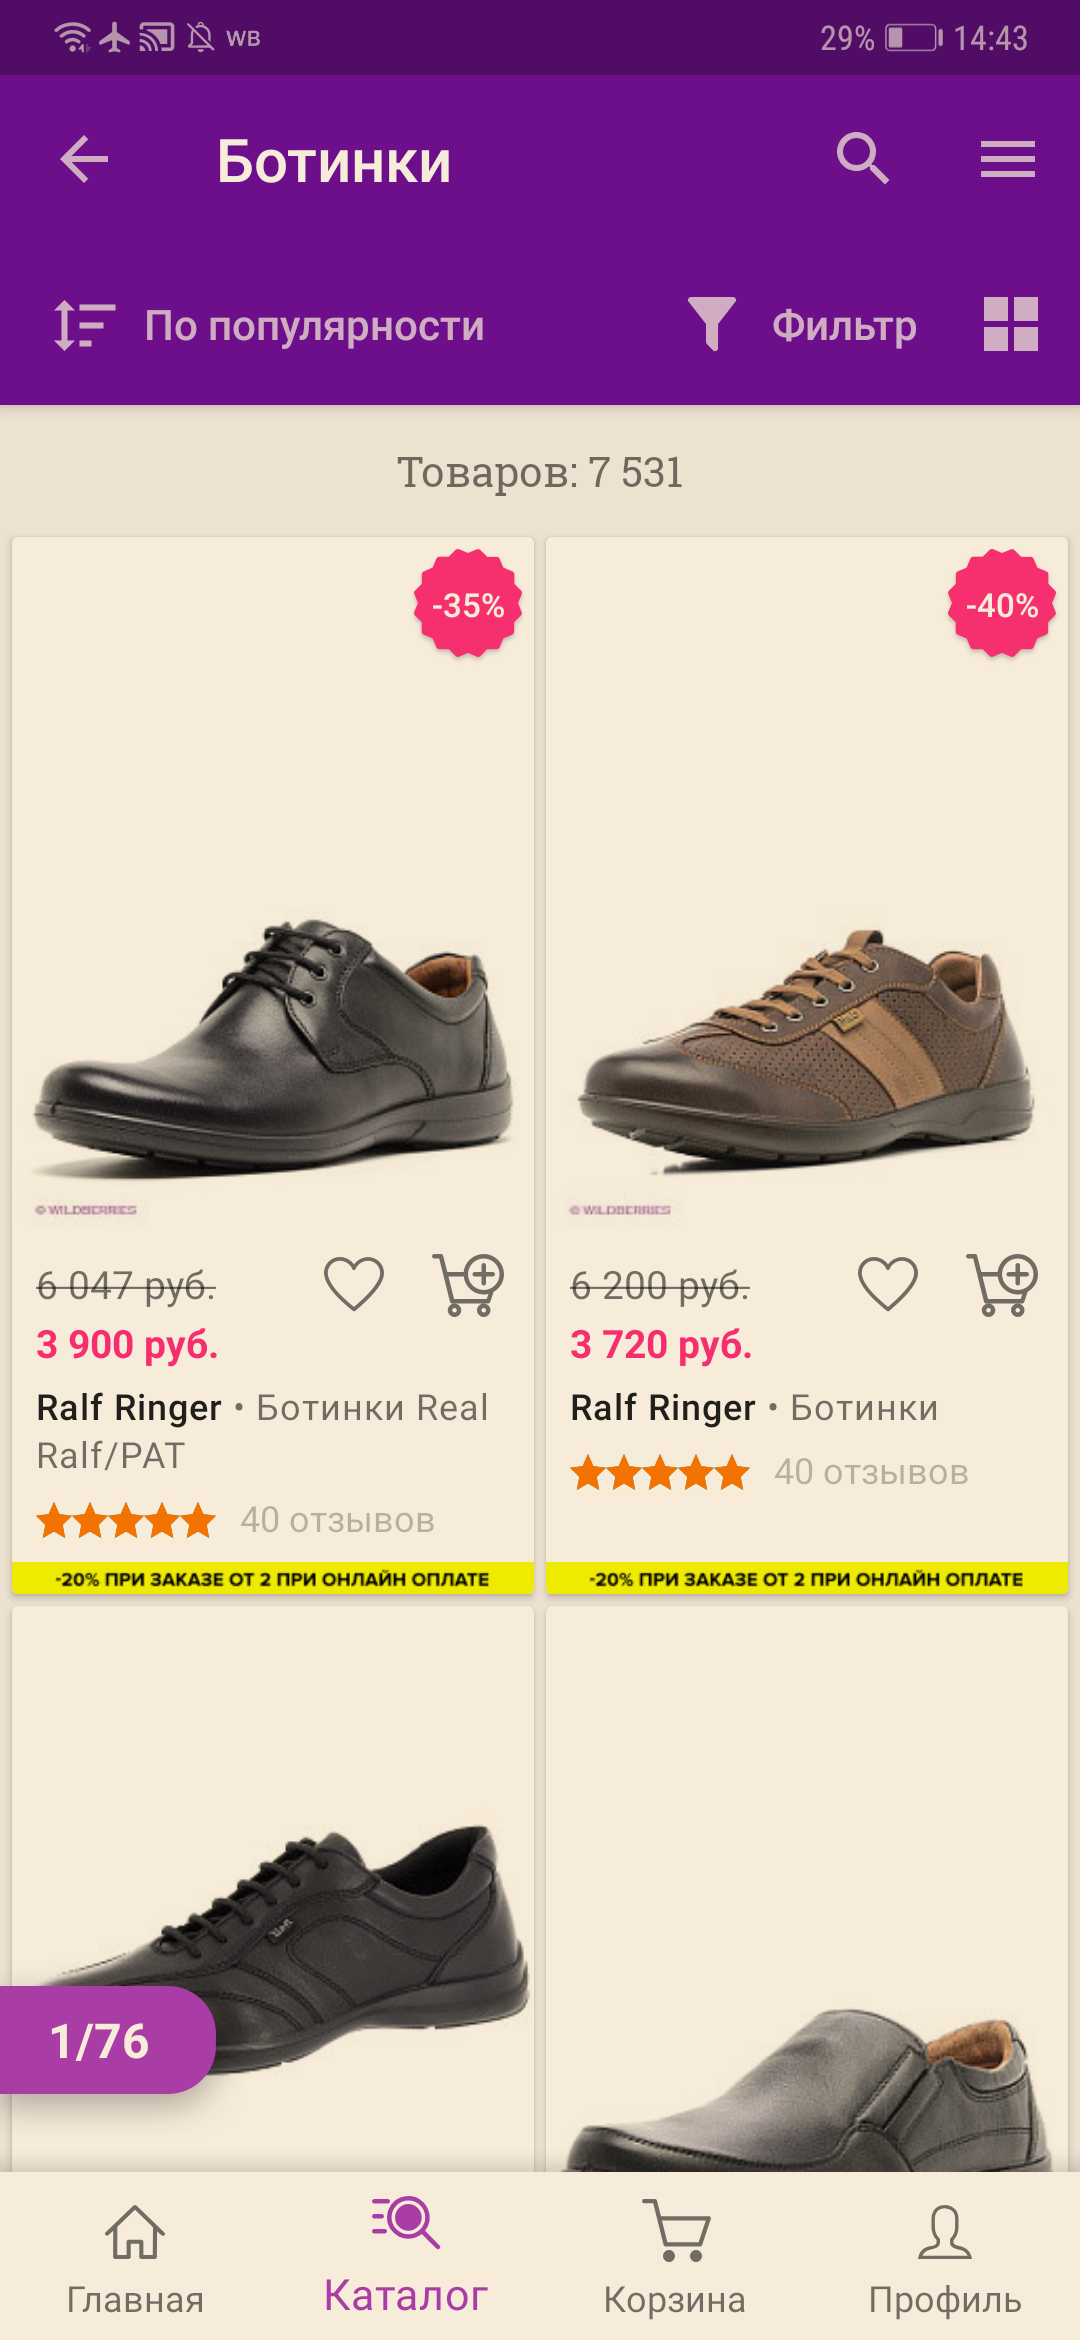 WB
29%
14:43
Ботинки
По популярности
Фильтр
Товаров: 7 531
-35%
© WILDBERRIES
6 047 руб.
3 900 руб.
Ralf Ringer • Ботинки Real
Ralf/PAT
40 отзывов
-20% ПРИ ЗАКАЗЕ ОТ 2 ПРИ ОНЛАЙН ОПЛАТЕ
-40%
© WILDBERRIES
6 200 руб.
3 720 руб.
Ralf Ringer • Ботинки
40 отзывов
-20% ПРИ ЗАКАЗЕ ОТ 2 ПРИ ОНЛАЙН ОПЛАТЕ
1/76
Главная
Каталог
Корзина
Профиль